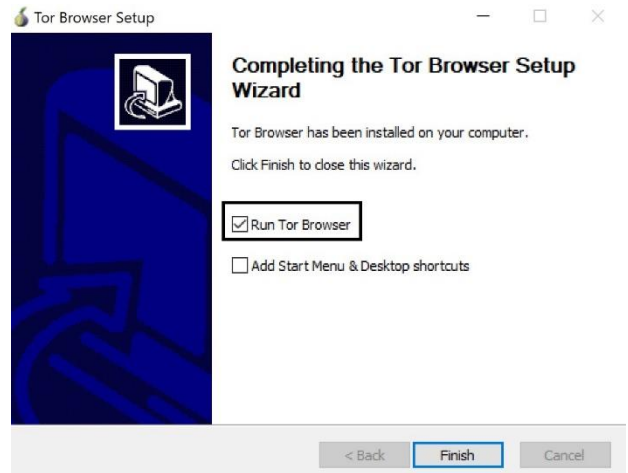 Tor Browser Setup
Completing the Tor Browser Setup
Wizard
Tor Browser has been installed on your computer.
Click Finish to close this wizard.
Run Tor Browser
Add Start Menu & Desktop shortcuts
< Back
Finish
Cancel